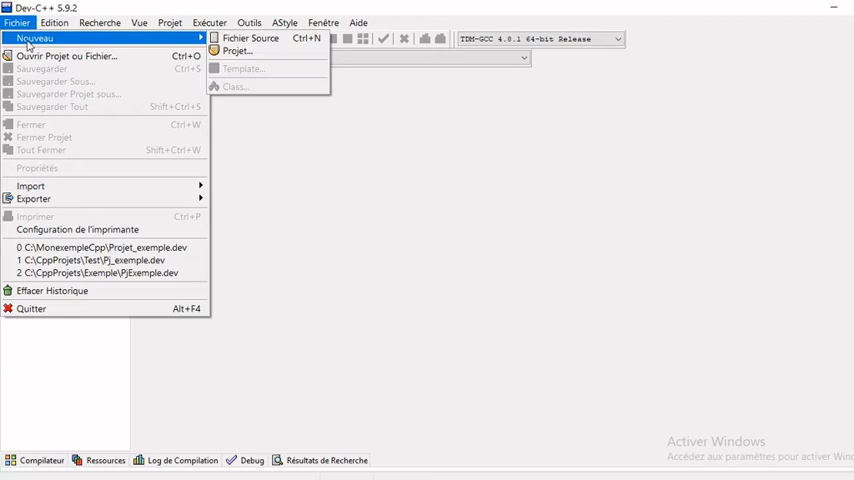 Dev-C++ 5.9.2
Fichier Edition Recherche Vue Projet Exécuter Outils AStyle Fenêtre Aide
Nouveau Fichier Source Ctrl+N TDM-GCC 4.8.1 64-bit Release
Projet...
Ouvrir Projet ou Fichier... Ctrl+O
Sauvegarder Ctrl+S Template...
Sauvegarder Sous...
Class...
Sauvegarder Projet sous...
Sauvegarder Tout Shift+Ctrl+S
Fermer Ctrl+W
Fermer Projet
Tout Fermer Shift+Ctrl+W
Propriétés
Import
Exporter
Imprimer Ctrl+P
Configuration de l'imprimante
0 C:\MonexempleCpp\Projet_exemple.dev
1 C:\CppProjets\Test\Pj_exemple.dev
2 C:\CppProjets\Exemple\PjExemple.dev
Effacer Historique
Quitter Alt+F4
Activer Windows
Accédez aux paramètres pour activer Wind
Compilateur Ressources Log de Compilation Debug Résultats de Recherche